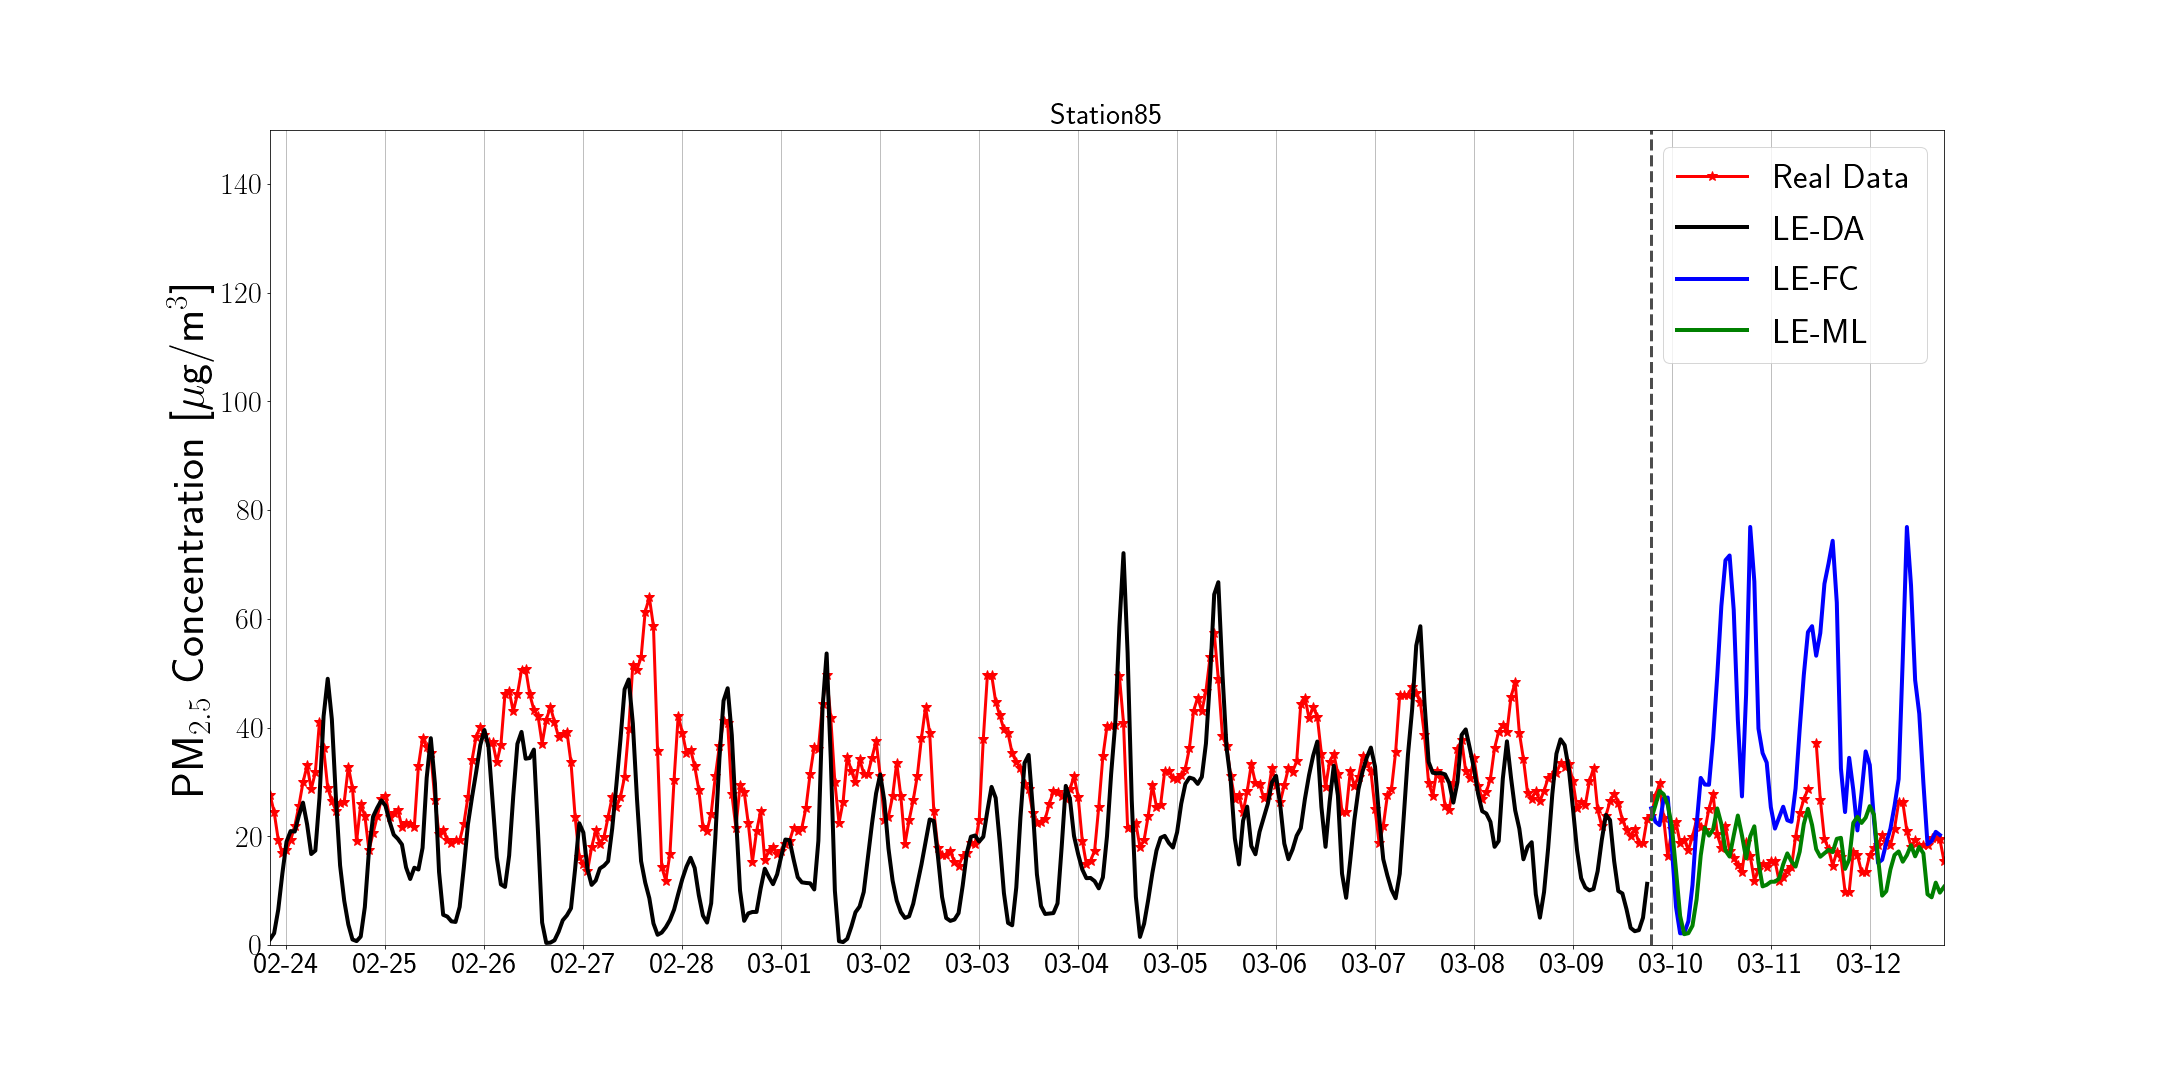 Station85
PM2.5 Concentration [μg/m³]
140
120
100
80
60
40
20
0
02-24 02-25 02-26 02-27 02-28 03-01 03-02 03-03 03-04 03-05 03-06 03-07 03-08 03-09 03-10 03-11 03-12
Real Data
LE-DA
LE-FC
LE-ML